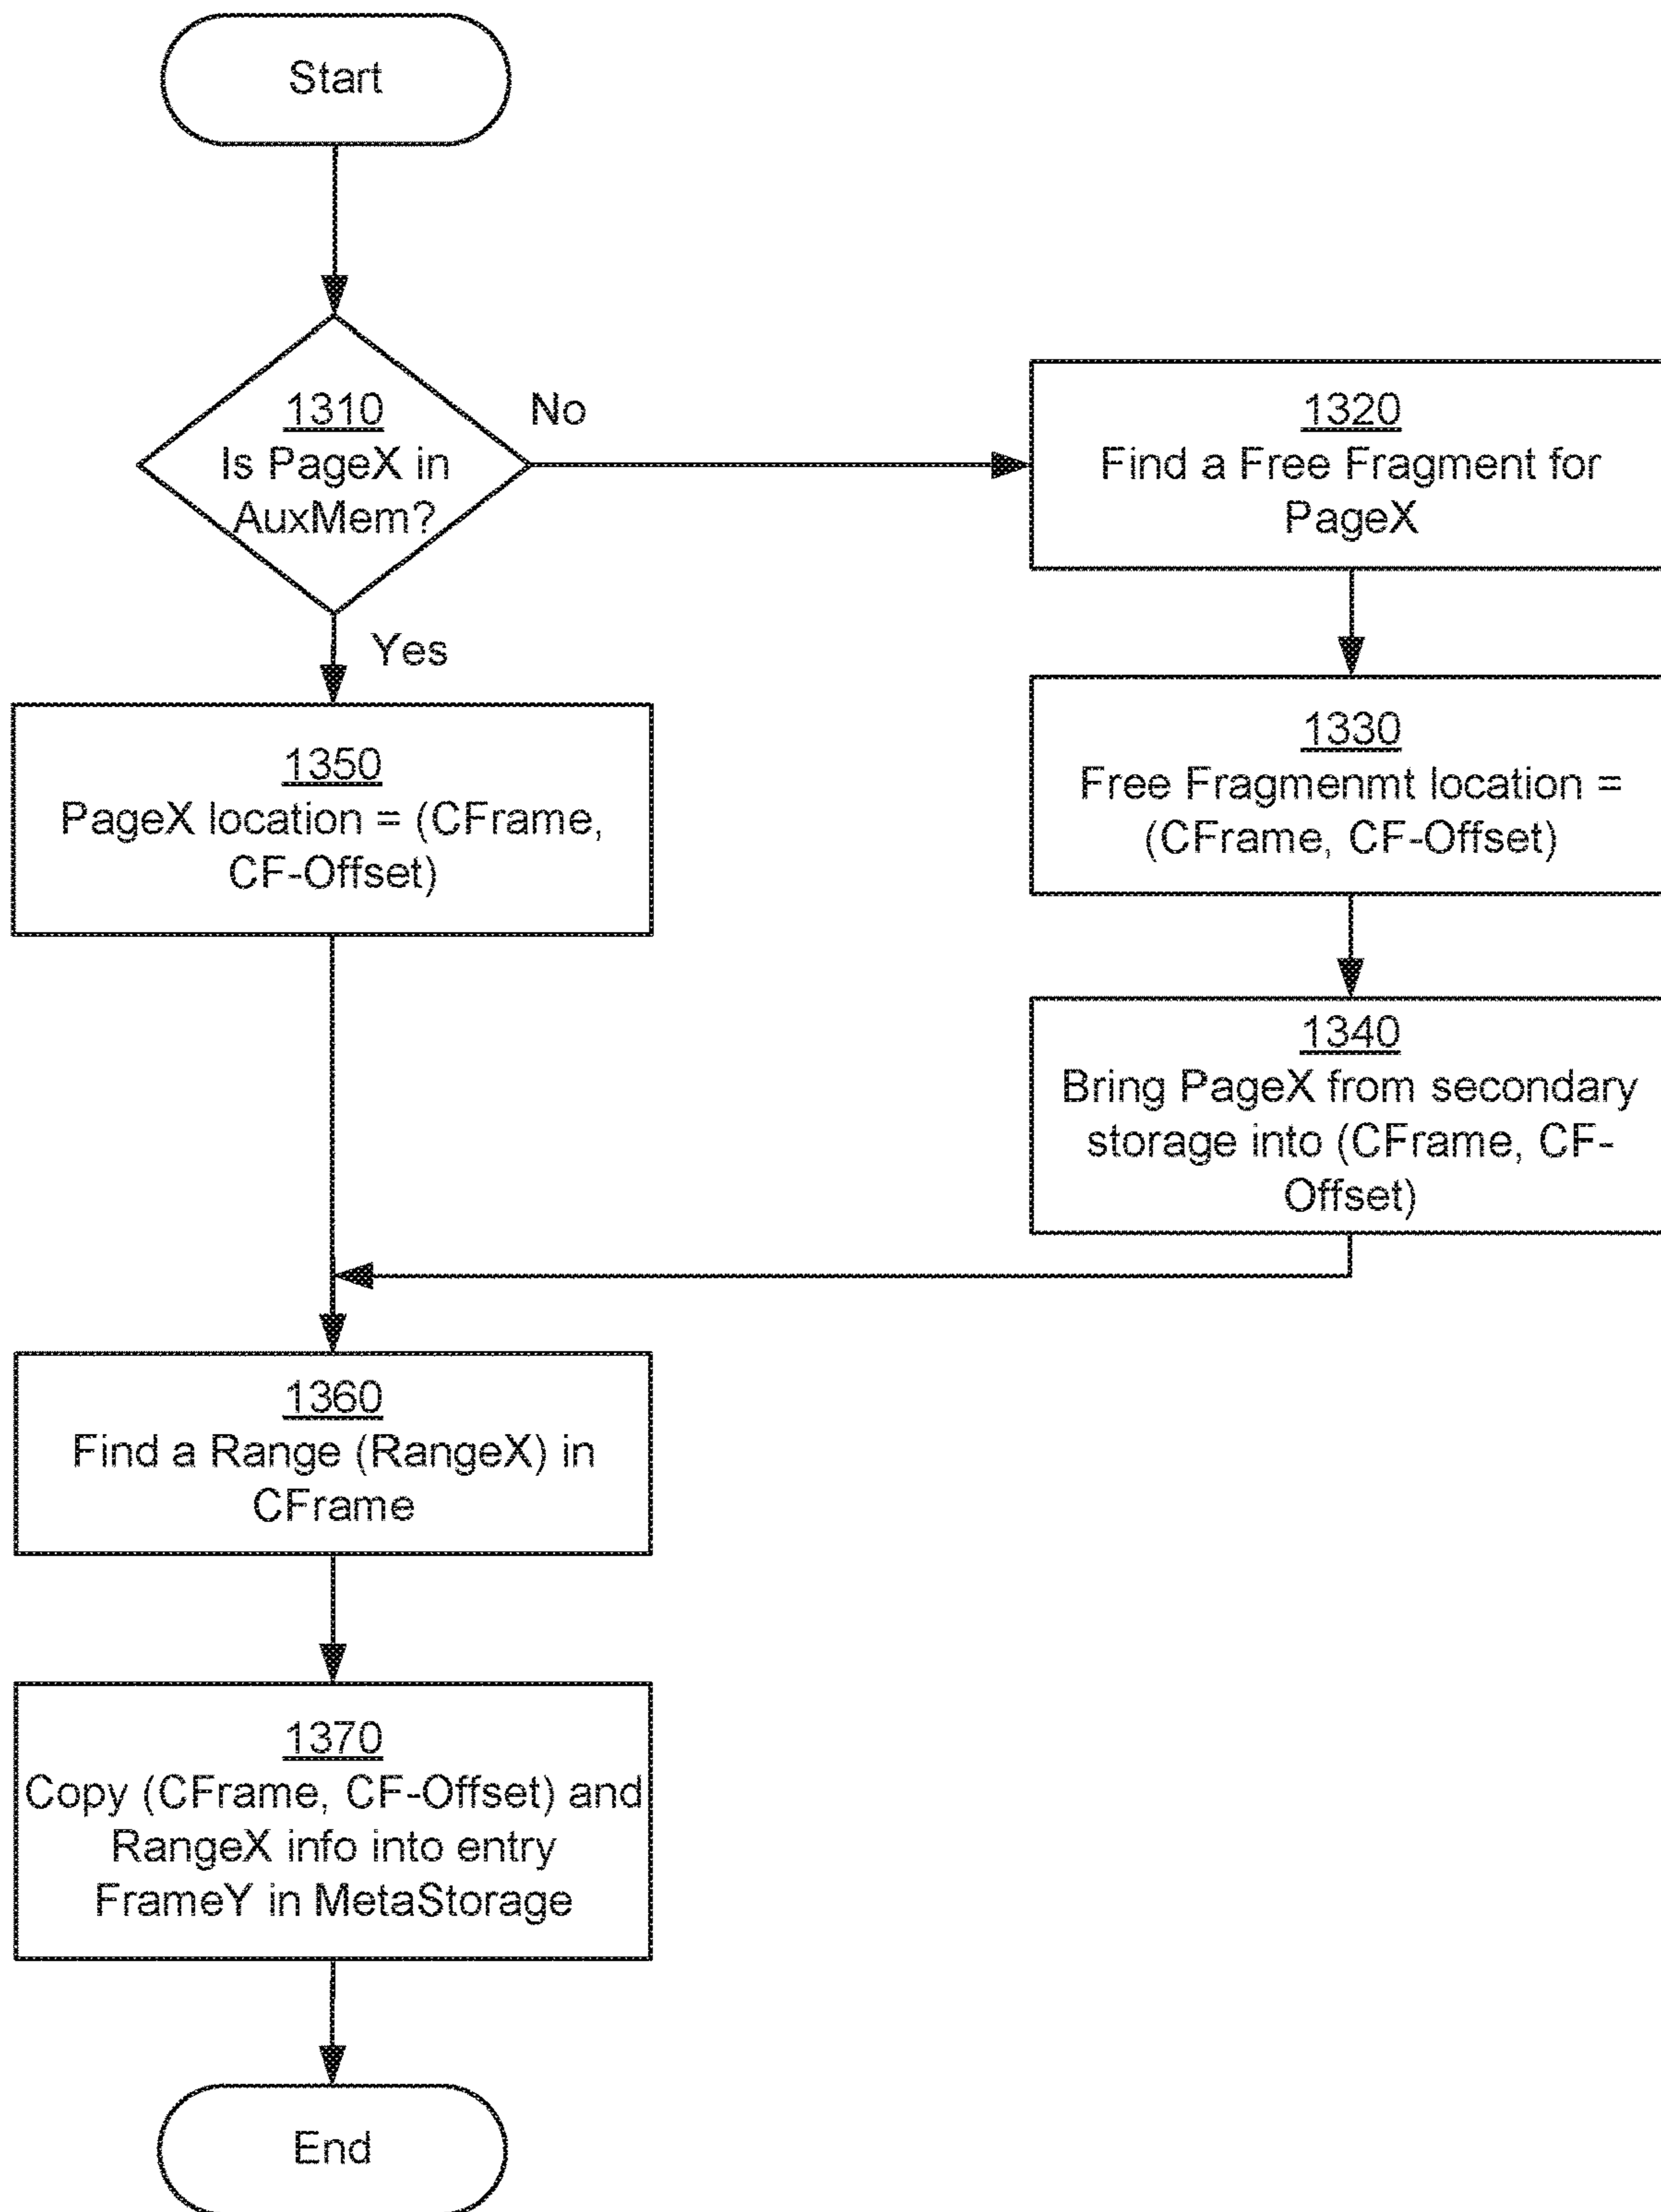 Start
1310
Is PageX in
AuxMem?
No
Yes
1320
Find a Free Fragment for
PageX
1330
Free Fragmenmt location =
(CFrame, CF-Offset)
1340
Bring PageX from secondary
storage into (CFrame, CF-
Offset)
1350
PageX location = (CFrame,
CF-Offset)
1360
Find a Range (RangeX) in
CFrame
1370
Copy (CFrame, CF-Offset) and
RangeX info into entry
FrameY in MetaStorage
End